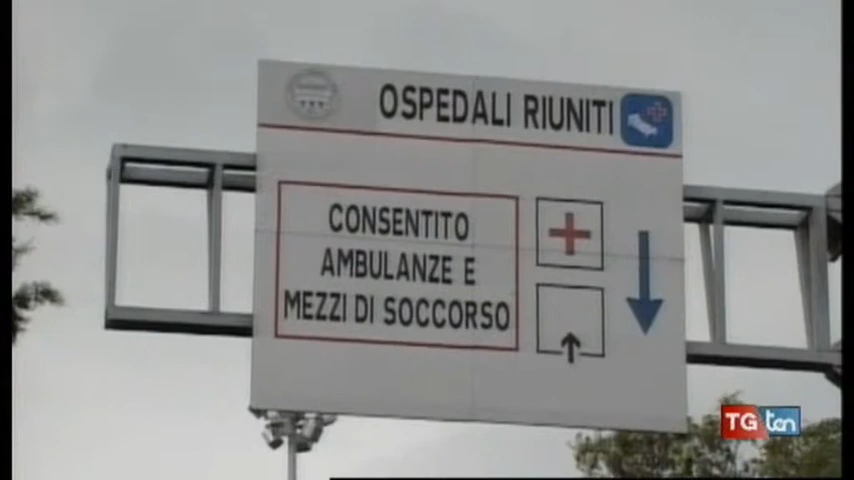 OSPEDALI RIUNITI
CONSENTITO
AMBULANZE E
MEZZI DI SOCCORSO
TG ten